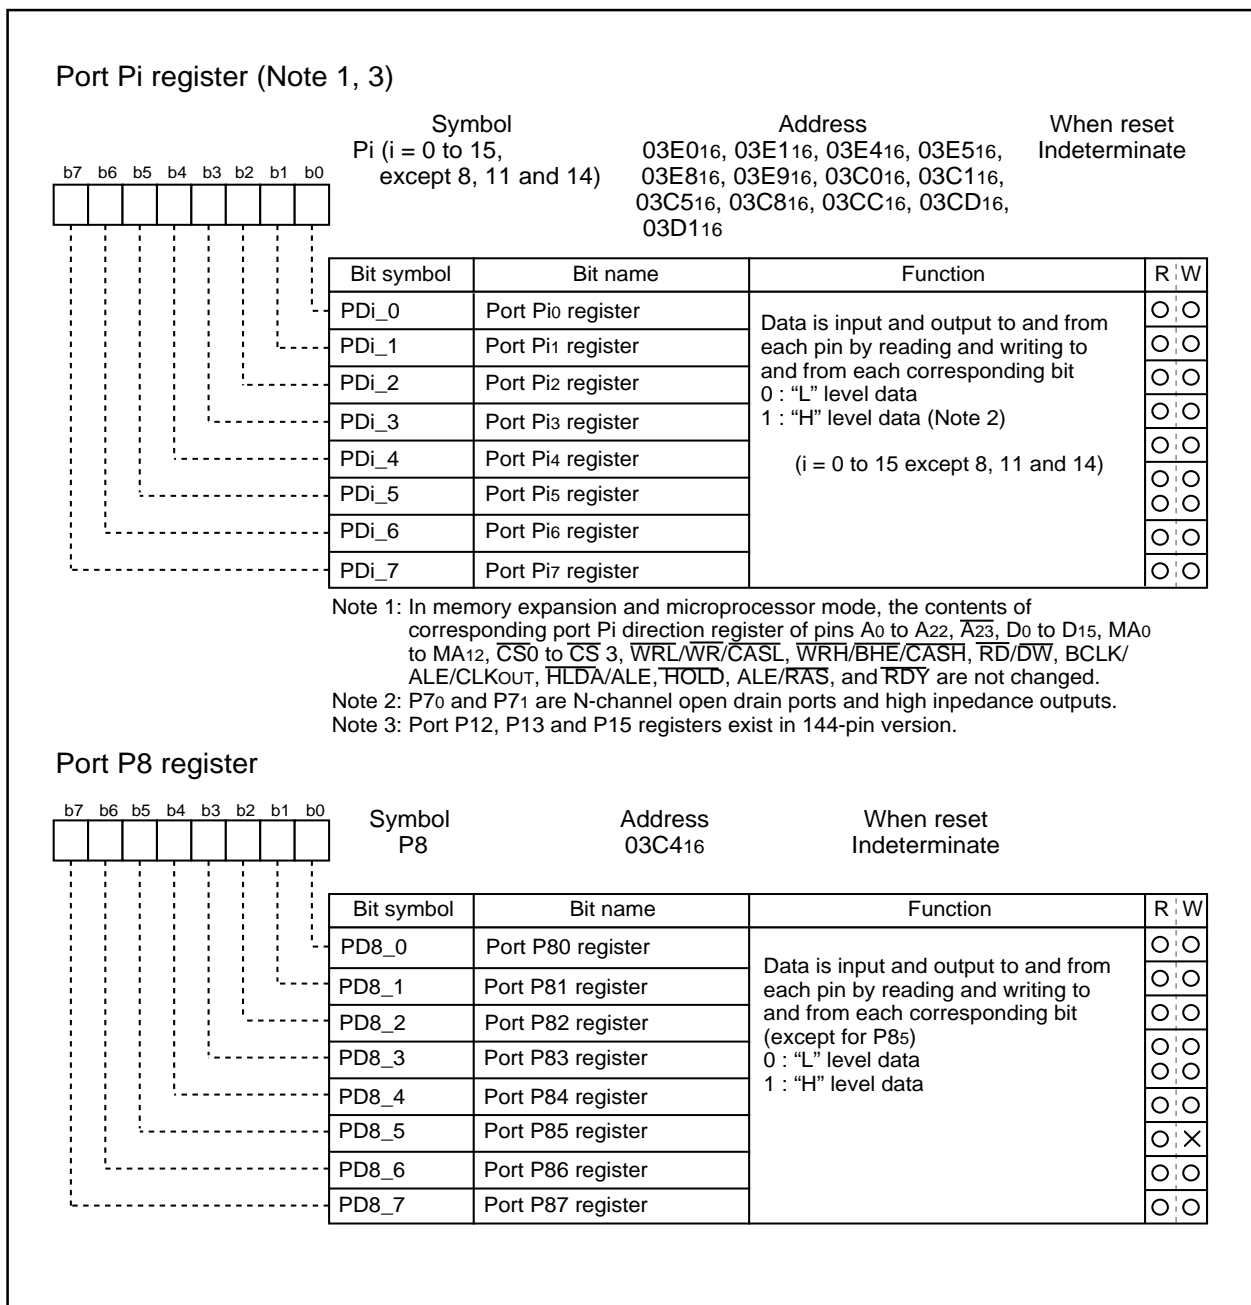 Port Pi register (Note 1, 3)
Symbol Address When reset
Pi (i = 0 to 15, 03E016, 03E116, 03E416, 03E516, Indeterminate
except 8, 11 and 14) 03E816, 03E916, 03C016, 03C116,
03C516, 03C816, 03CC16, 03CD16,
03D116
b7 b6 b5 b4 b3 b2 b1 b0
Bit symbol Bit name Function R W
PDi_0 Port Pi0 register
PDi_1 Port Pi1 register
PDi_2 Port Pi2 register
PDi_3 Port Pi3 register
PDi_4 Port Pi4 register
PDi_5 Port Pi5 register
PDi_6 Port Pi6 register
PDi_7 Port Pi7 register
Data is input and output to and from
each pin by reading and writing to
and from each corresponding bit
0 : “L” level data
1 : “H” level data (Note 2)
(i = 0 to 15 except 8, 11 and 14)
Note 1: In memory expansion and microprocessor mode, the contents of
corresponding port Pi direction register of pins A0 to A22, A23, D0 to D15, MA0
to MA12, CS0 to CS 3, WRL/WR/CASL, WRH/BHE/CASH, RD/DW, BCLK/
ALE/CLKOUT, HLDA/ALE, HOLD, ALE/RAS, and RDY are not changed.
Note 2: P70 and P71 are N-channel open drain ports and high inpedance outputs.
Note 3: Port P12, P13 and P15 registers exist in 144-pin version.
Port P8 register
b7 b6 b5 b4 b3 b2 b1 b0
Symbol Address When reset
P8 03C416 Indeterminate
Bit symbol Bit name Function R W
PD8_0 Port P80 register
PD8_1 Port P81 register
PD8_2 Port P82 register
PD8_3 Port P83 register
PD8_4 Port P84 register
PD8_5 Port P85 register
PD8_6 Port P86 register
PD8_7 Port P87 register
Data is input and output to and from
each pin by reading and writing to
and from each corresponding bit
(except for P85)
0 : “L” level data
1 : “H” level data